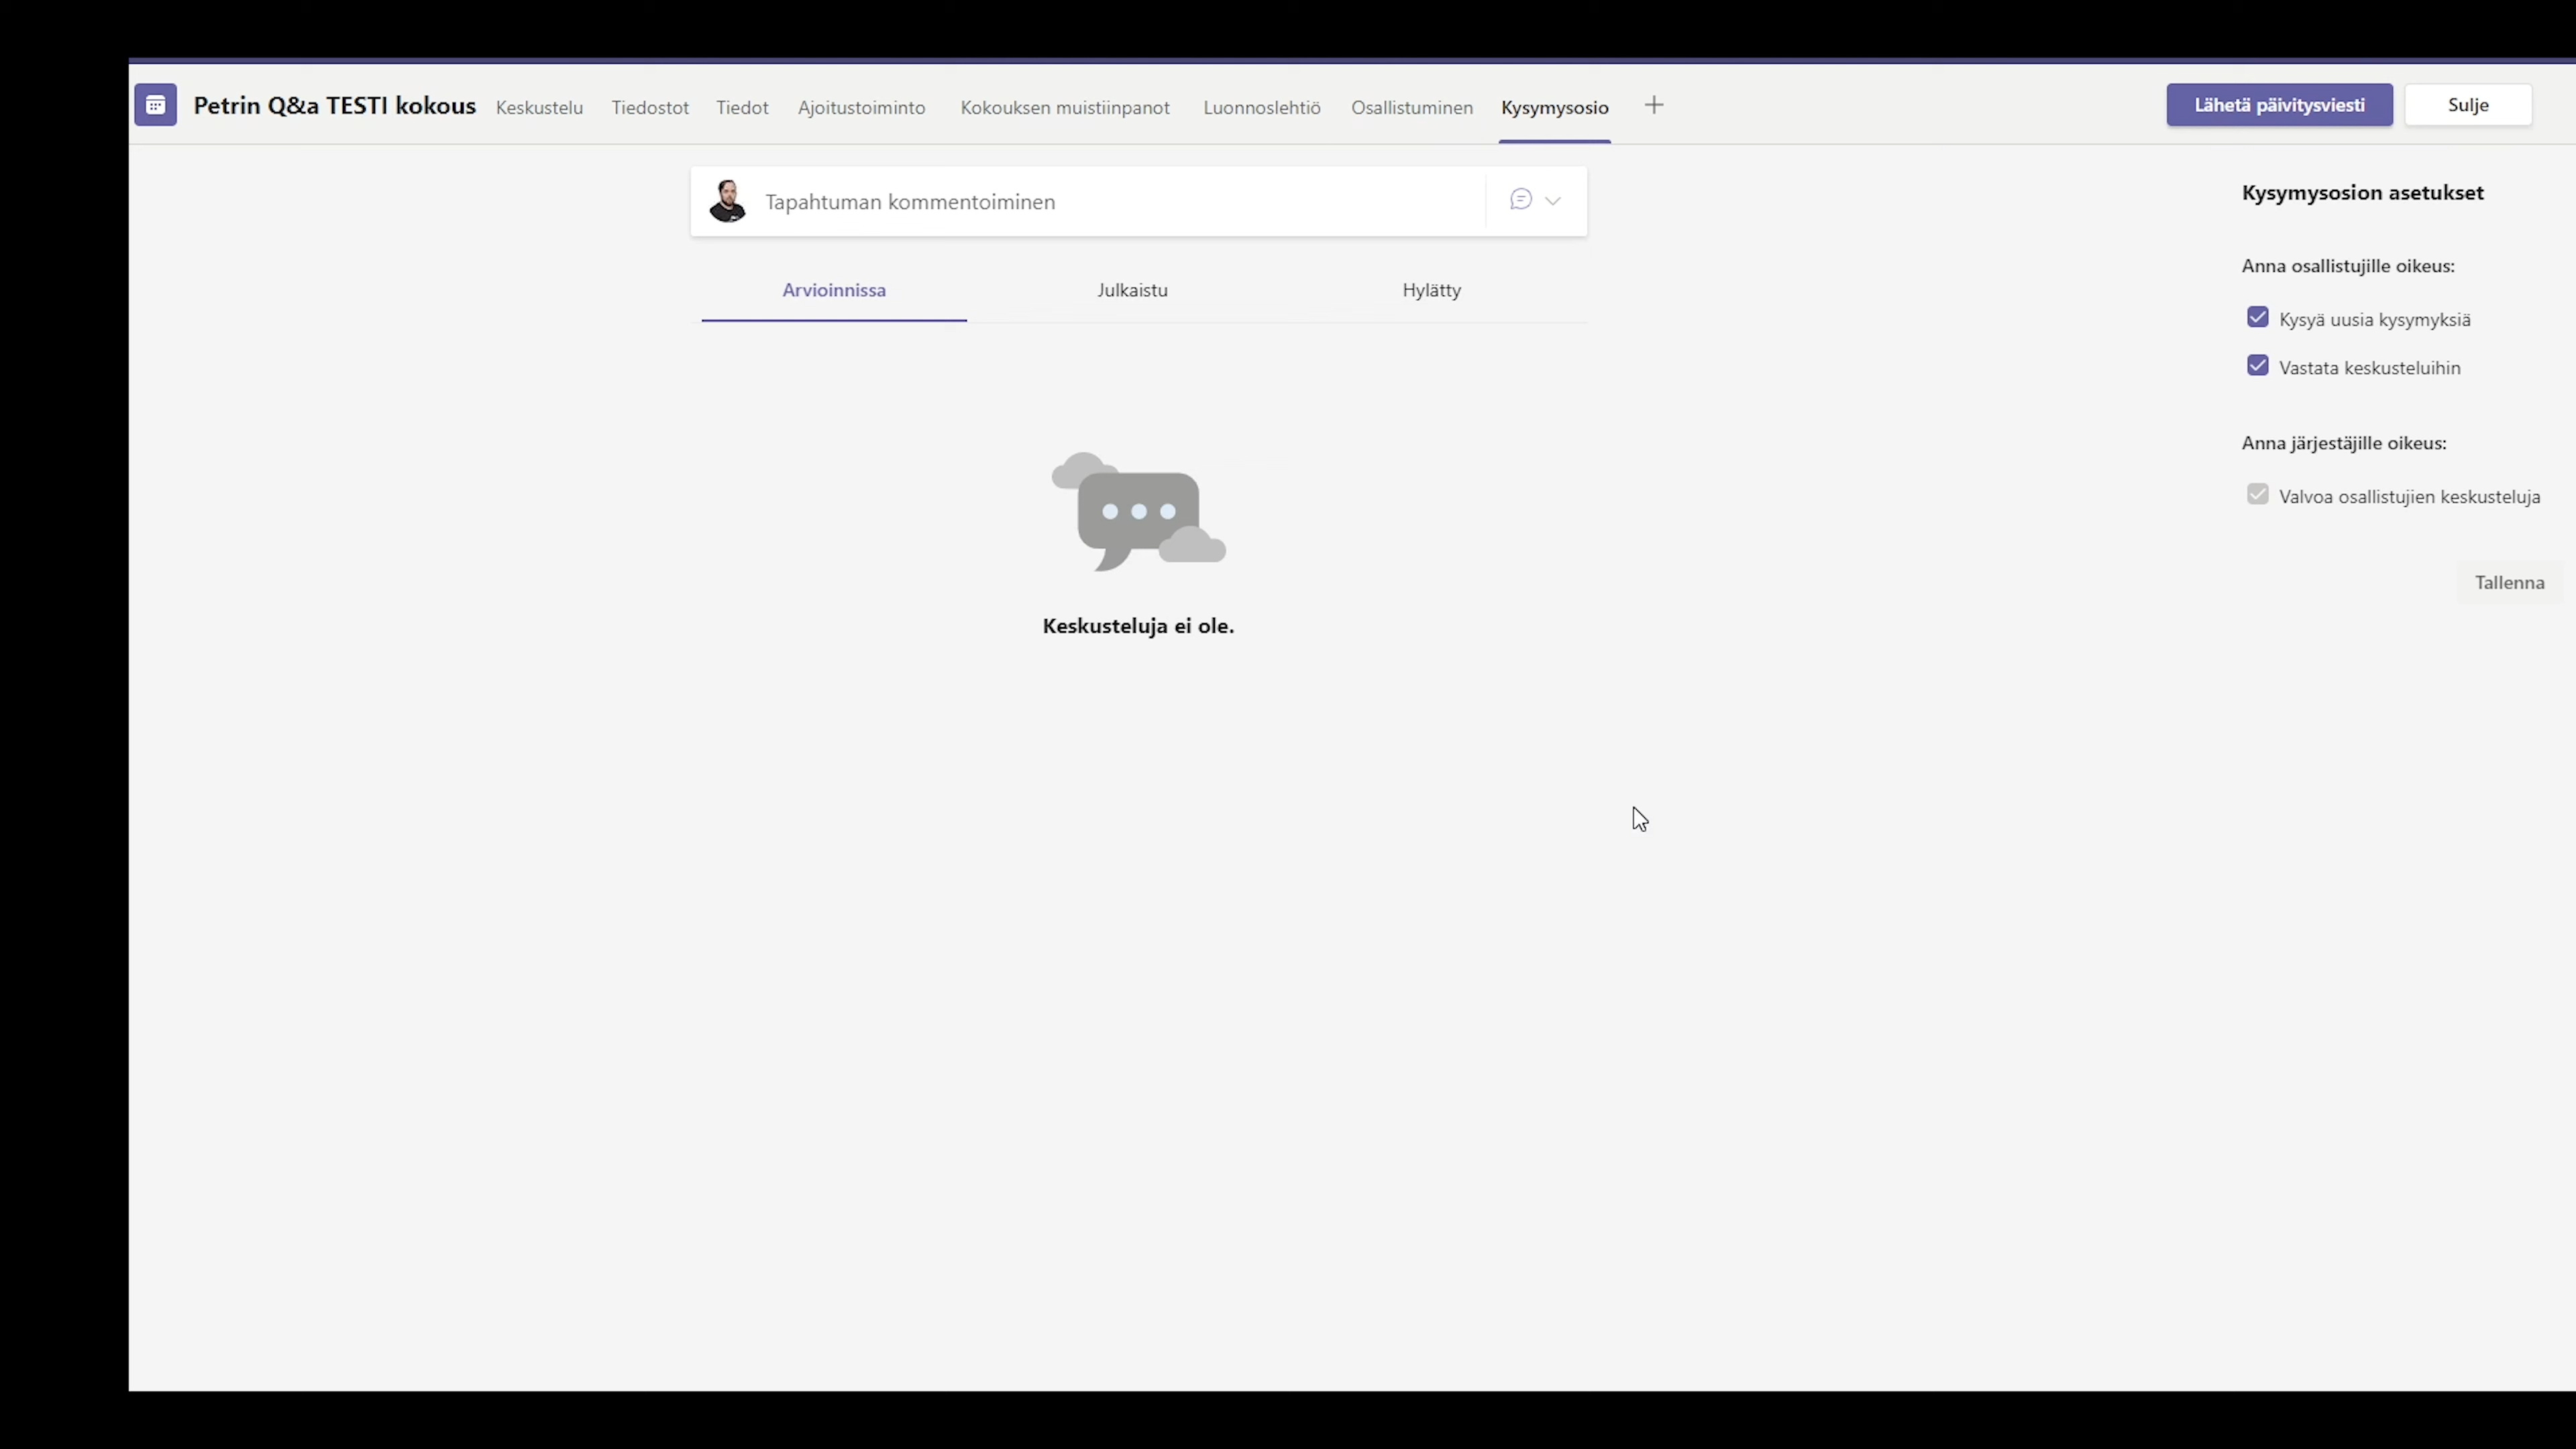 Petrin Q&a TESTI kokous Keskustelu Tiedostot Tiedot Ajoitustoiminto Kokouksen muistiinpanot Luonnoslehtiö Osallistuminen Kysymysosio Lähetä päivitysviesti Sulje
Tapahtuman kommentoiminen
Arvioinnissa Julkaistu Hylätty
Keskusteluja ei ole.
Kysymysosion asetukset
Anna osallistujille oikeus:
Kysyä uusia kysymyksiä
Vastata keskusteluihin
Anna järjestäjille oikeus:
Valvoa osallistujien keskusteluja
Tallenna